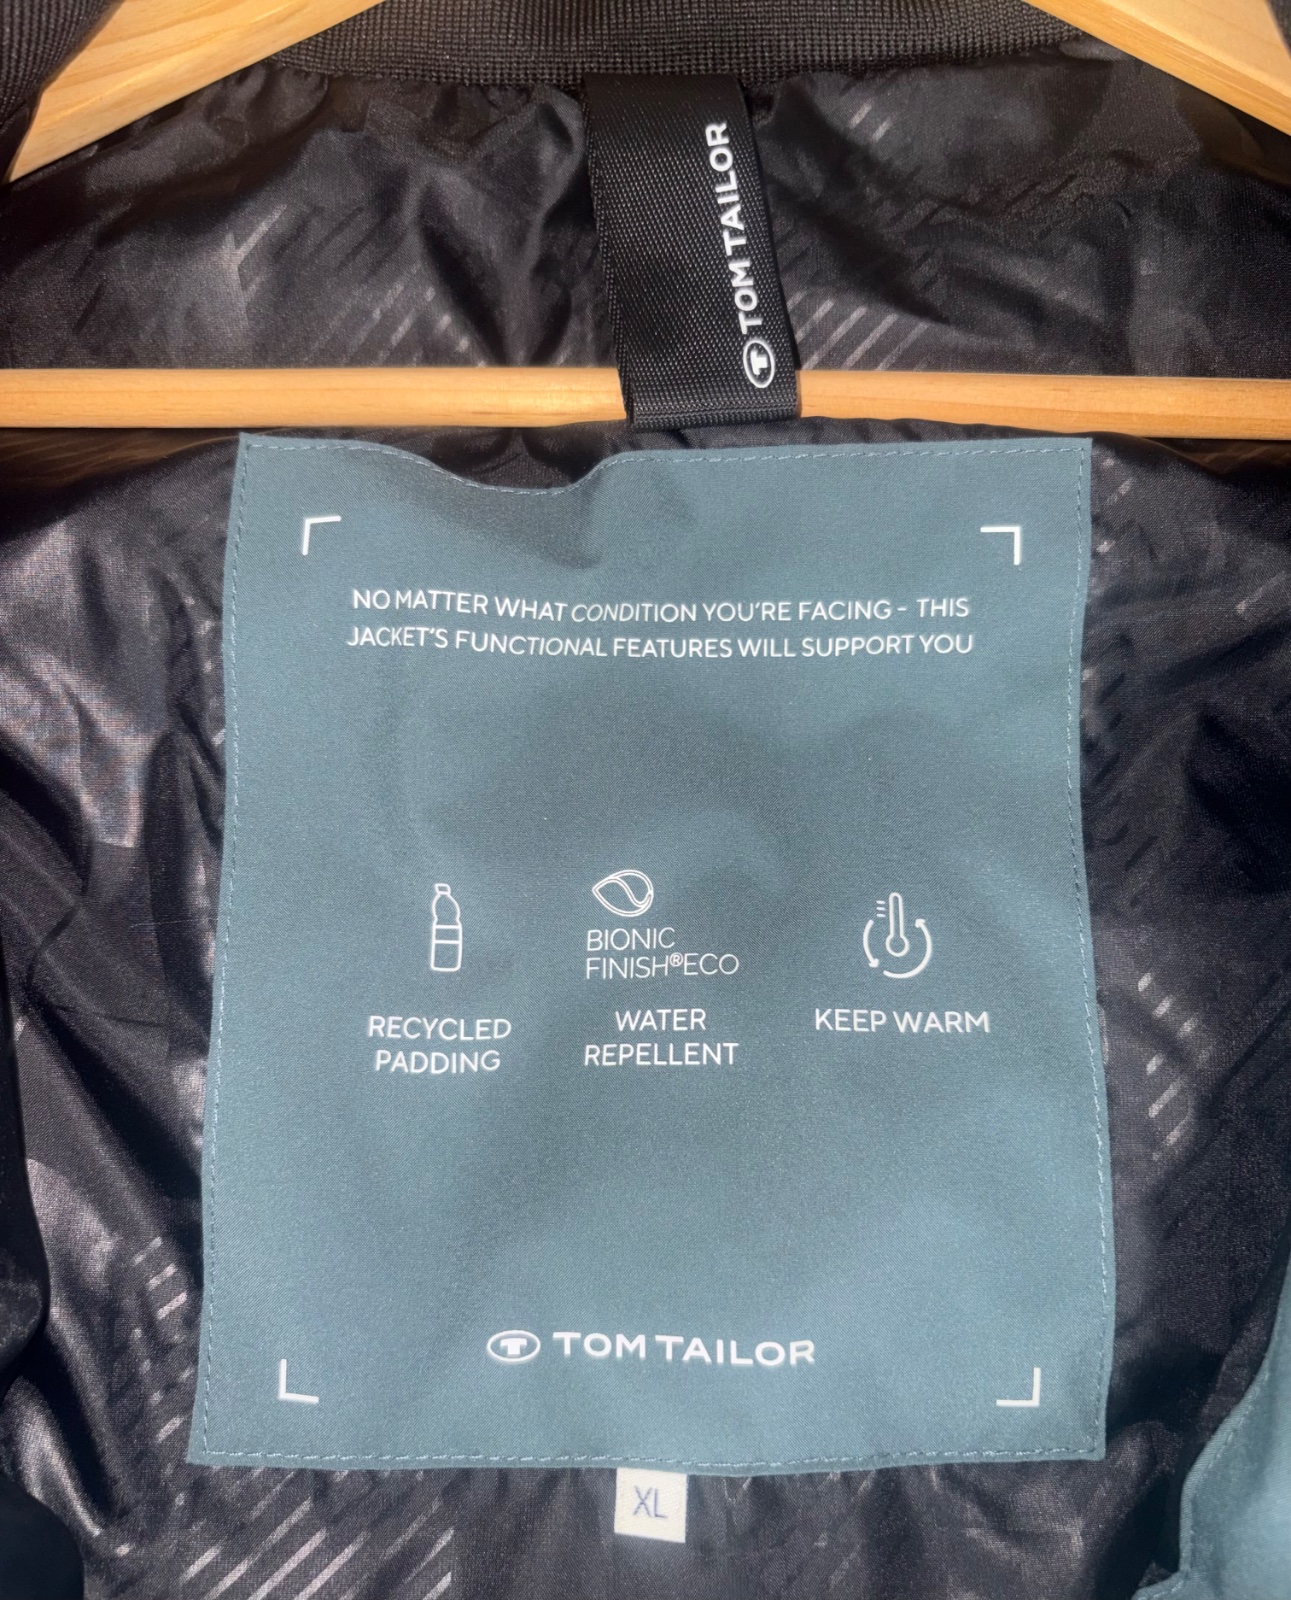 TOM TAILOR
NO MATTER WHAT CONDITION YOU'RE FACING - THIS
JACKET'S FUNCTIONAL FEATURES WILL SUPPORT YOU
RECYCLED
PADDING
BIONIC
FINISH®ECO
WATER
REPELLENT
KEEP WARM
TOM TAILOR
XL